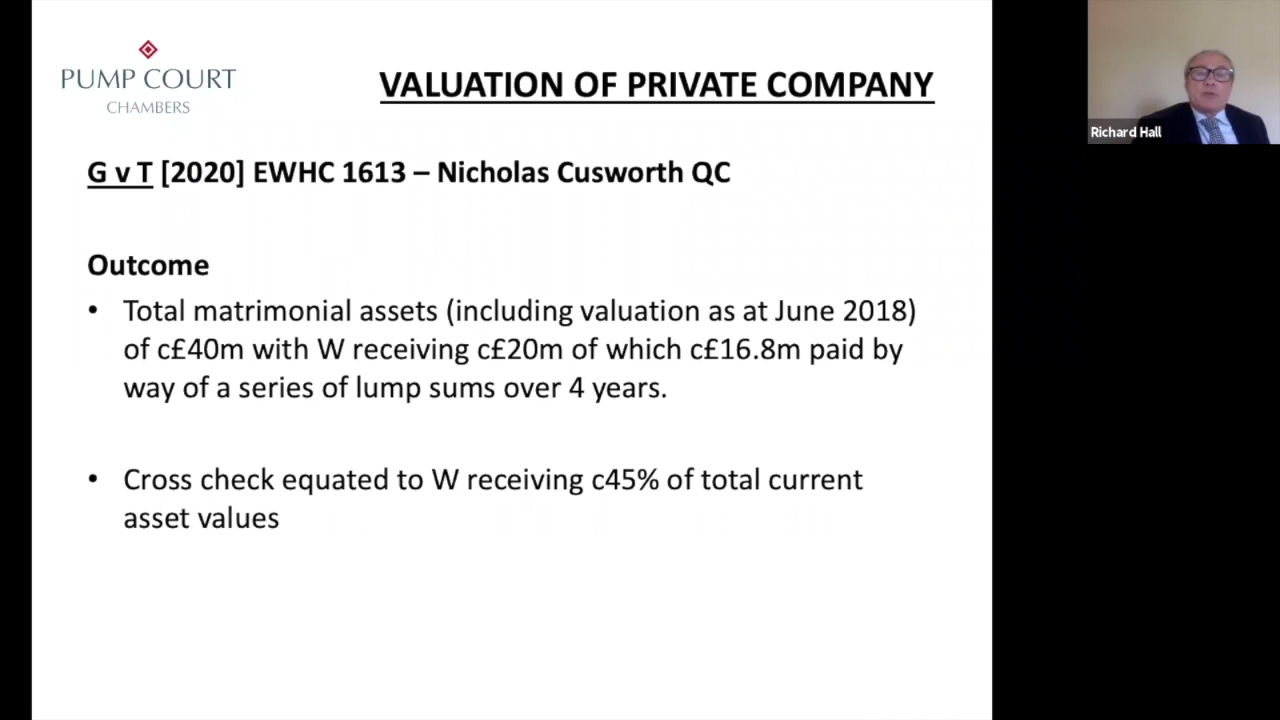 PUMP COURT
CHAMBERS
VALUATION OF PRIVATE COMPANY
Richard Hall
G v T [2020] EWHC 1613 – Nicholas Cusworth QC
Outcome
• Total matrimonial assets (including valuation as at June 2018)
of c£40m with W receiving c£20m of which c£16.8m paid by
way of a series of lump sums over 4 years.
• Cross check equated to W receiving c45% of total current
asset values